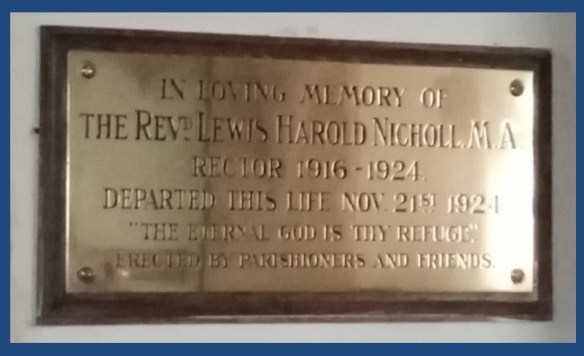 IN LOVING MEMORY OF
THE REVD. LEWIS HAROLD NICHOLL. M.A.
RECTOR 1916-1924.
DEPARTED THIS LIFE NOV. 21ST 1924
"THE ETERNAL GOD IS THY REFUGE."
ERECTED BY PARISHIONERS AND FRIENDS.